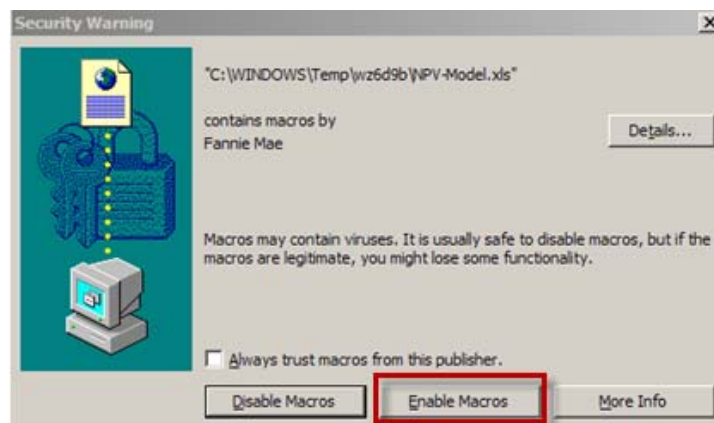 Security Warning
"C:\WINDOWS\Temp\wz6d9b\NPV-Model.xls"
contains macros by
Fannie Mae
Details...
Macros may contain viruses. It is usually safe to disable macros, but if the
macros are legitimate, you might lose some functionality.
Always trust macros from this publisher.
Disable Macros
Enable Macros
More Info